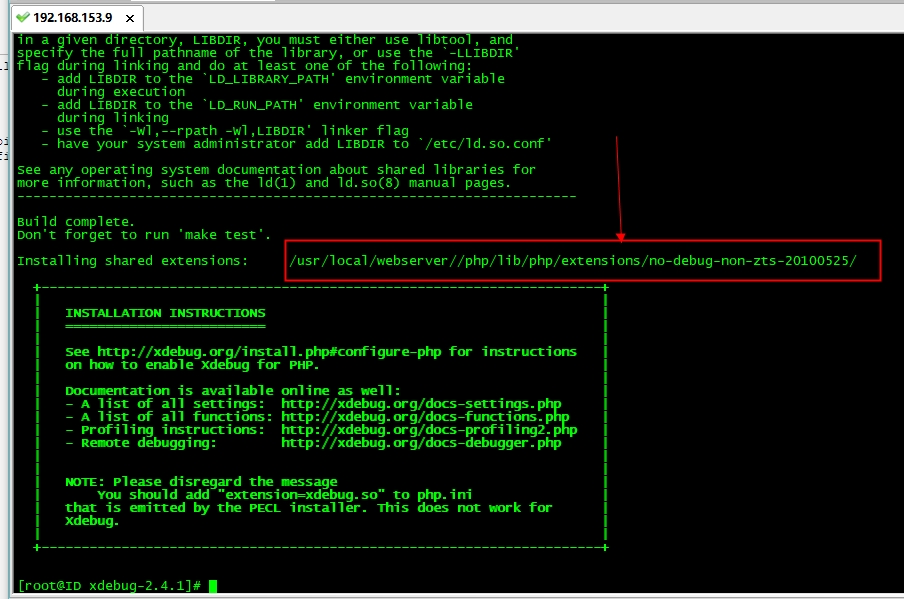 192.168.153.9 ×
in a given directory, LIBDIR, you must either use libtool, and
specify the full pathname of the library, or use the `-LLIBDIR'
flag during linking and do at least one of the following:
- add LIBDIR to the `LD_LIBRARY_PATH' environment variable
during execution
- add LIBDIR to the `LD_RUN_PATH' environment variable
during linking
- use the `-Wl,--rpath -Wl,LIBDIR' linker flag
- have your system administrator add LIBDIR to `/etc/ld.so.conf'
See any operating system documentation about shared libraries for
more information, such as the ld(1) and ld.so(8) manual pages.
----------------------------------------------------------------------
Build complete.
Don't forget to run 'make test'.
Installing shared extensions: /usr/local/webserver//php/lib/php/extensions/no-debug-non-zts-20100525/
INSTALLATION INSTRUCTIONS
=========================
See http://xdebug.org/install.php#configure-php for instructions
on how to enable Xdebug for PHP.
Documentation is available online as well:
- A list of all settings: http://xdebug.org/docs-settings.php
- A list of all functions: http://xdebug.org/docs-functions.php
- Profiling instructions: http://xdebug.org/docs-profiling2.php
- Remote debugging: http://xdebug.org/docs-debugger.php
NOTE: Please disregard the message
You should add "extension=xdebug.so" to php.ini
that is emitted by the PECL installer. This does not work for
Xdebug.
[root@ID xdebug-2.4.1]#